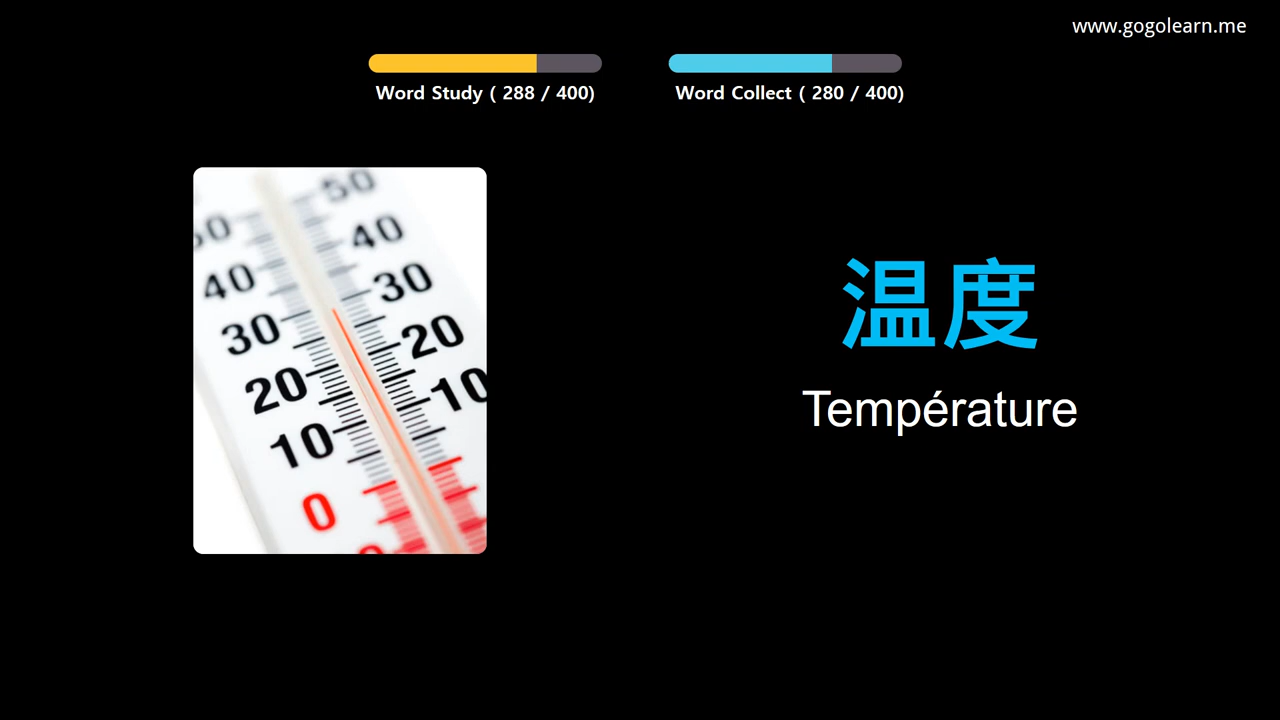 www.gogolearn.me
Word Study ( 288 / 400)
Word Collect ( 280 / 400)
50
50
40
40
30
30
20
20
10
10
0
温度
Température